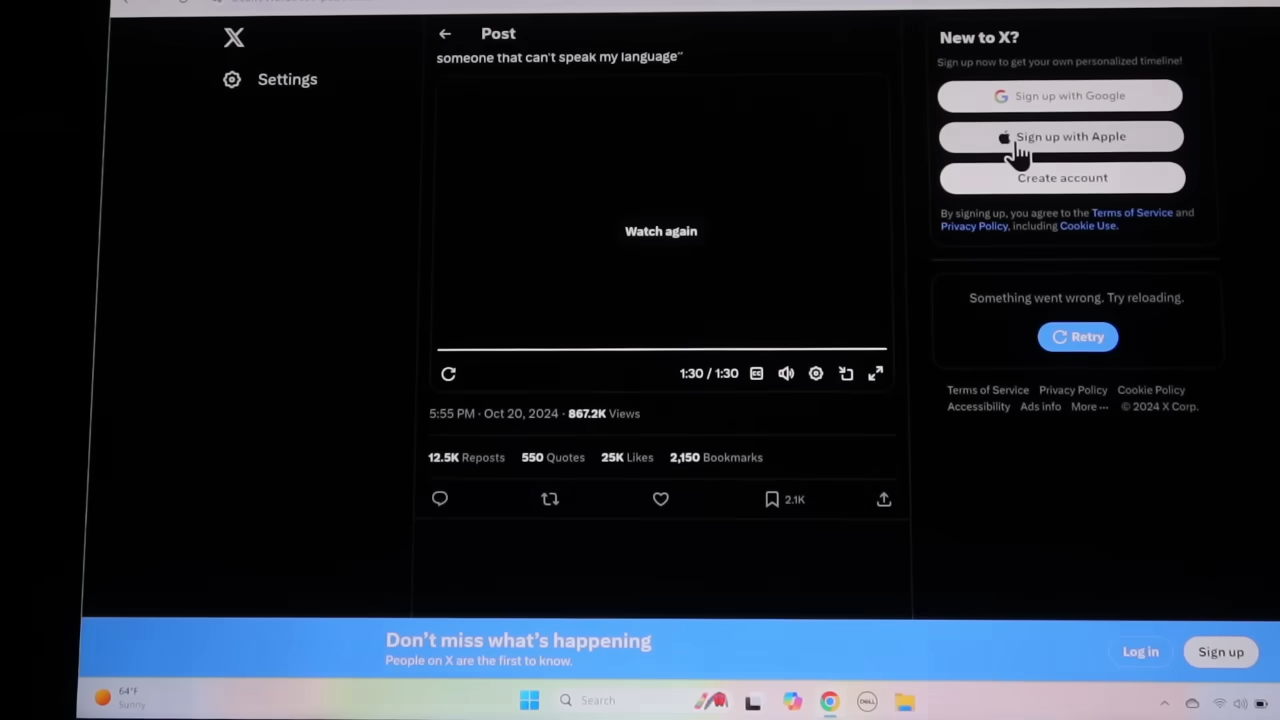 Post
Settings
someone that can't speak my language"
Watch again
1:30 / 1:30
5:55 PM · Oct 20, 2024 · 867.2K Views
12.5K Reposts 550 Quotes 25K Likes 2,150 Bookmarks
2.1K
New to X?
Sign up now to get your own personalized timeline!
Sign up with Google
Sign up with Apple
Create account
By signing up, you agree to the Terms of Service and
Privacy Policy, including Cookie Use.
Something went wrong. Try reloading.
Retry
Terms of Service Privacy Policy Cookie Policy
Accessibility Ads info More ··· © 2024 X Corp.
Don't miss what's happening
People on X are the first to know.
Log in
Sign up
64°F
Sunny
Search
DELL